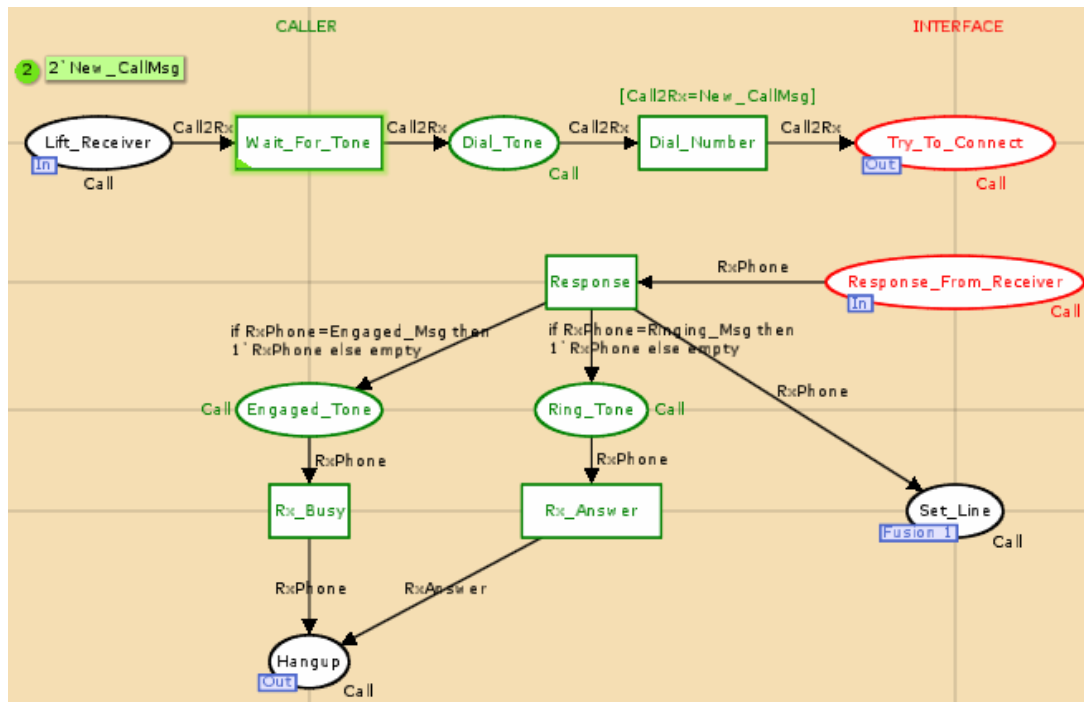 CALLER
INTERFACE
2
2`New_CallMsg
[Call2Rx=New_CallMsg]
Lift_Receiver
In
Call
Call2Rx
Wait_For_Tone
Call2Rx
Dial_Tone
Call
Call2Rx
Dial_Number
Call2Rx
Try_To_Connect
Out
Call
Response
RxPhone
Response_From_Receiver
In
Call
if RxPhone=Engaged_Msg then
1`RxPhone else empty
if RxPhone=Ringing_Msg then
1`RxPhone else empty
RxPhone
Call
Engaged_Tone
Ring_Tone
Call
RxPhone
RxPhone
Rx_Busy
Rx_Answer
Set_Line
Fusion 1
Call
RxPhone
RxAnswer
Hangup
Out
Call